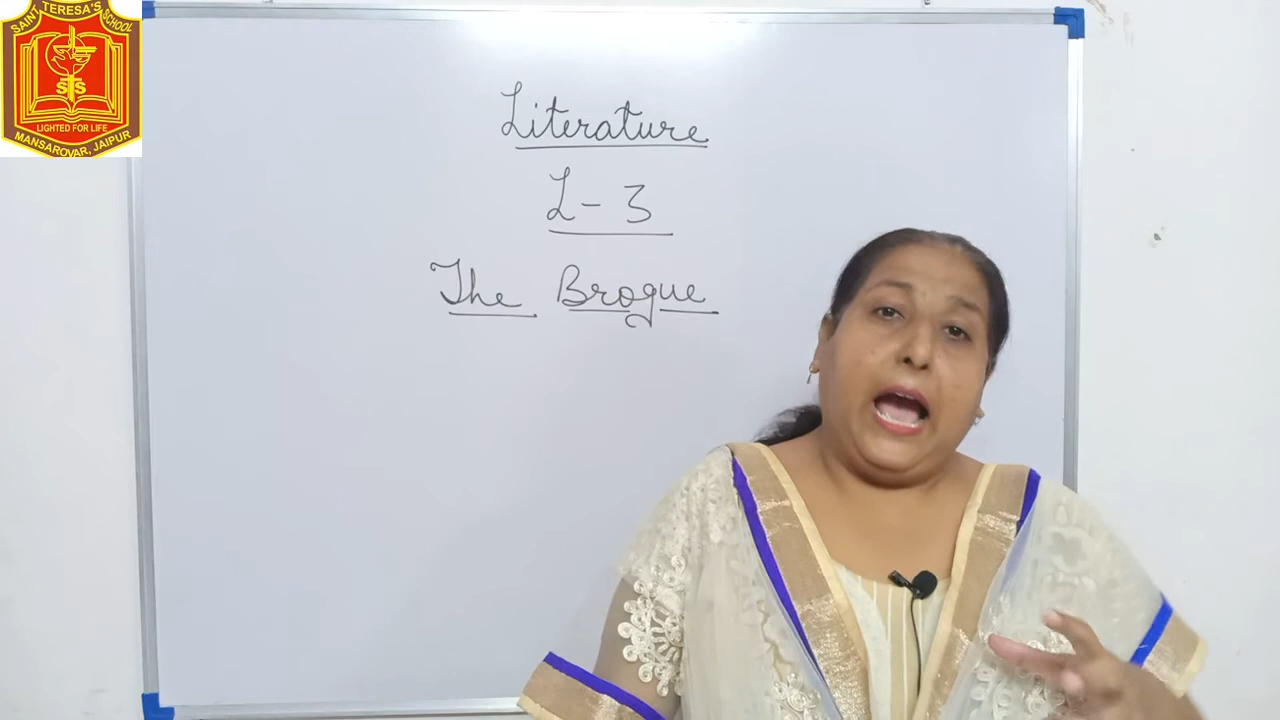 SAINT TERESA'S SCHOOL
STS
LIGHTED FOR LIFE
MANSAROVAR, JAIPUR
Literature
L - 3
The Brogue